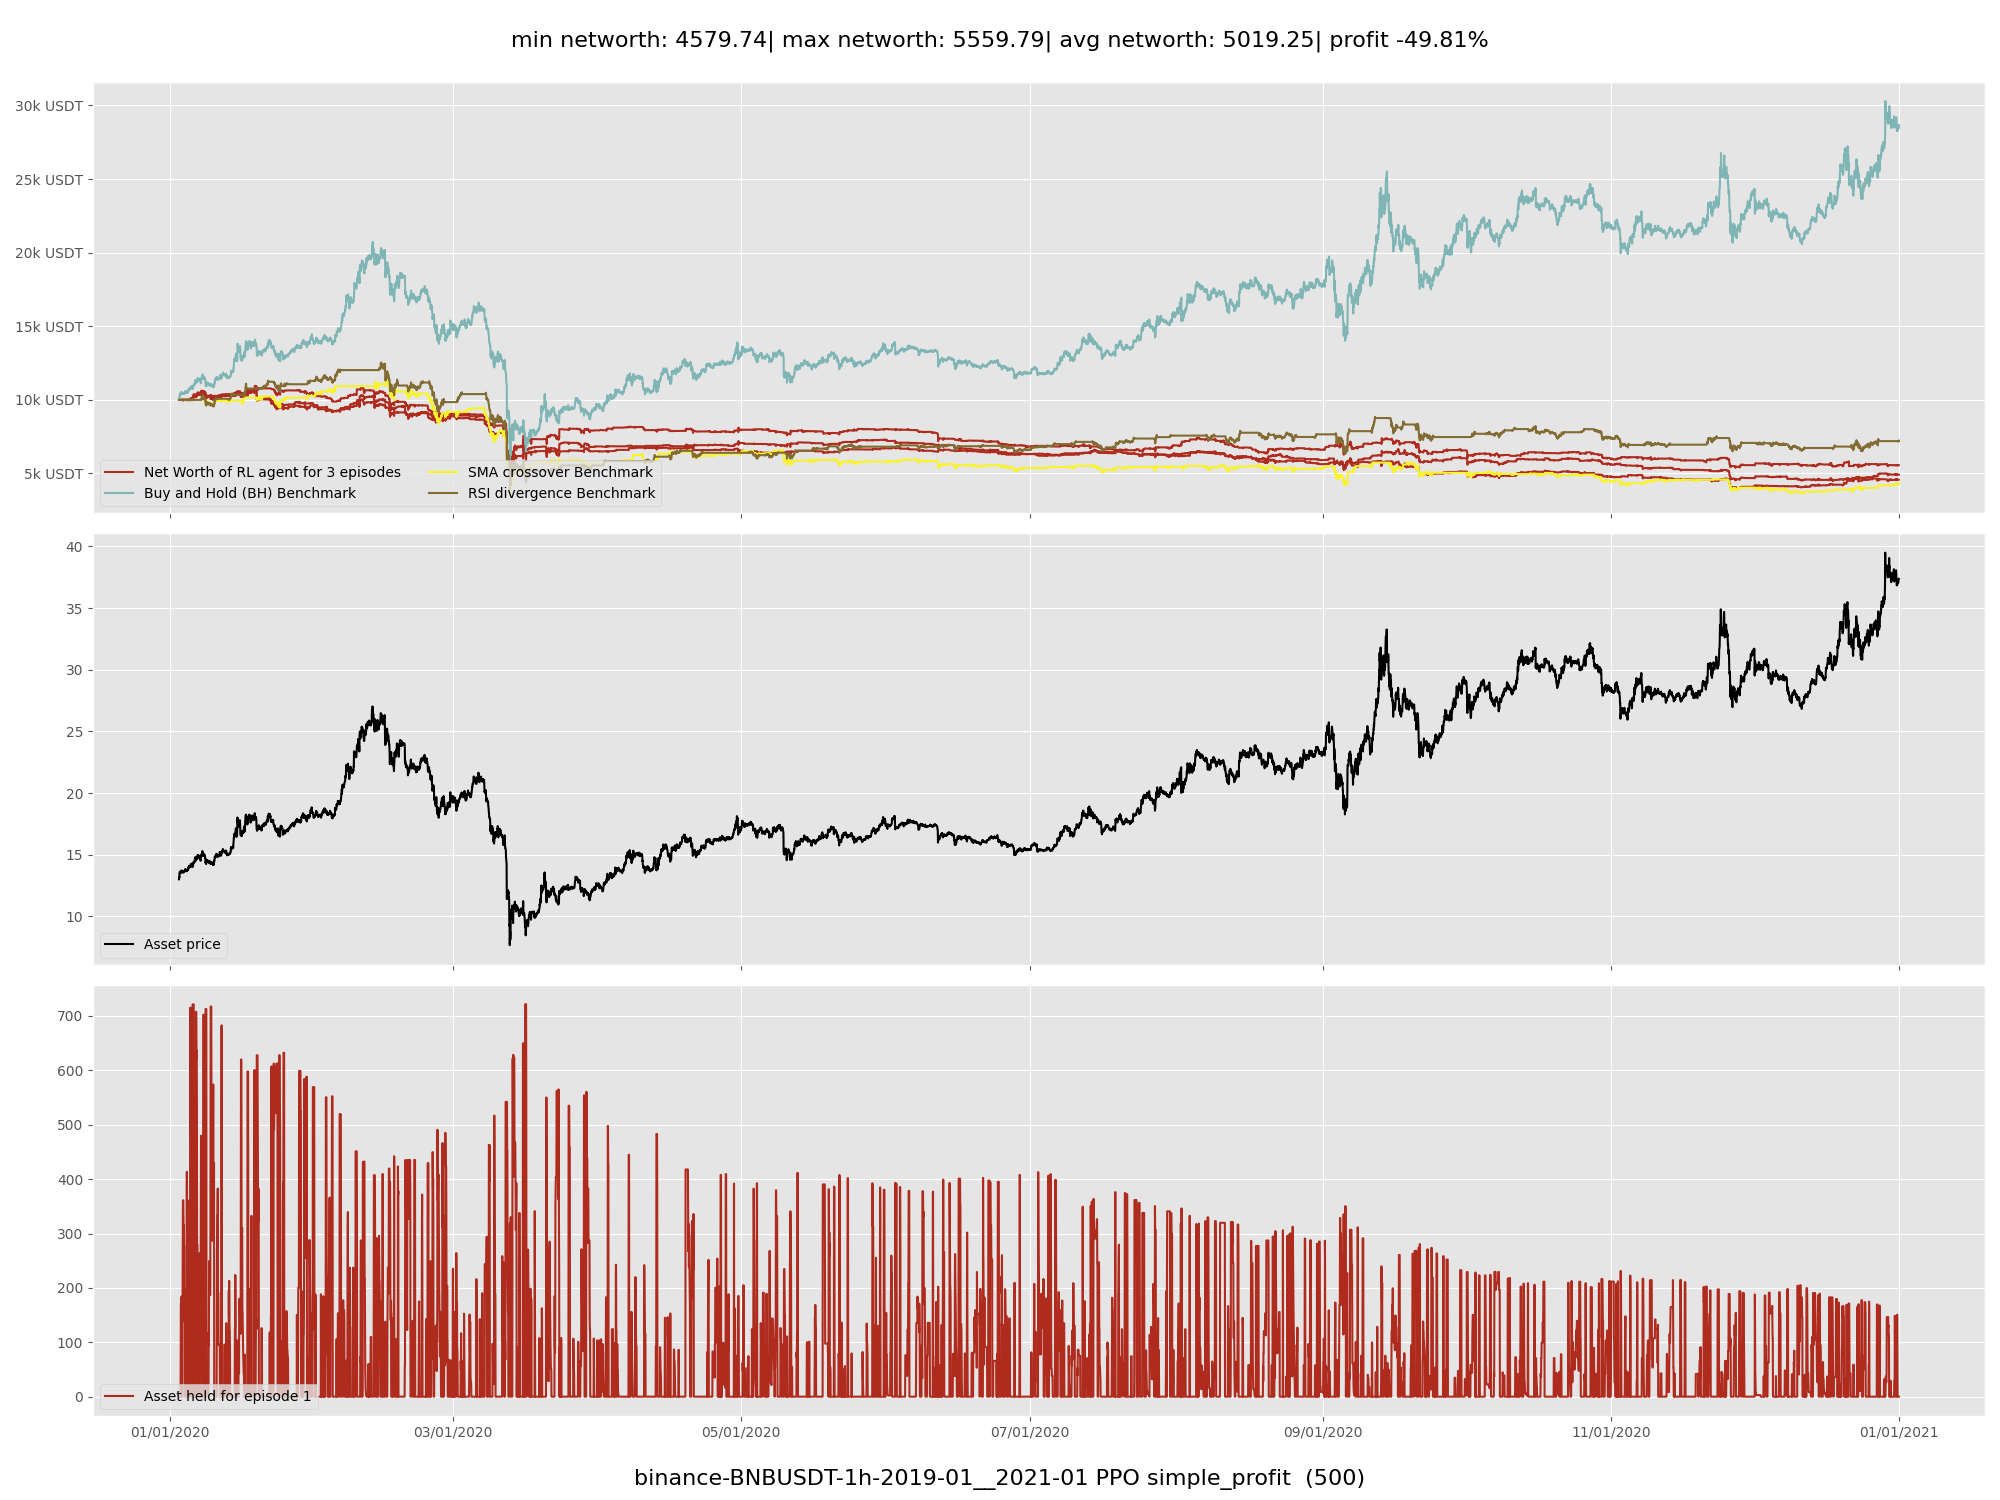 min networth: 4579.74| max networth: 5559.79| avg networth: 5019.25| profit -49.81%
30k USDT
25k USDT
20k USDT
15k USDT
10k USDT
5k USDT
Net Worth of RL agent for 3 episodes
Buy and Hold (BH) Benchmark
SMA crossover Benchmark
RSI divergence Benchmark
40
35
30
25
20
15
10
Asset price
700
600
500
400
300
200
100
0
Asset held for episode 1
01/01/2020 03/01/2020 05/01/2020 07/01/2020 09/01/2020 11/01/2020 01/01/2021
binance-BNBUSDT-1h-2019-01__2021-01 PPO simple_profit (500)